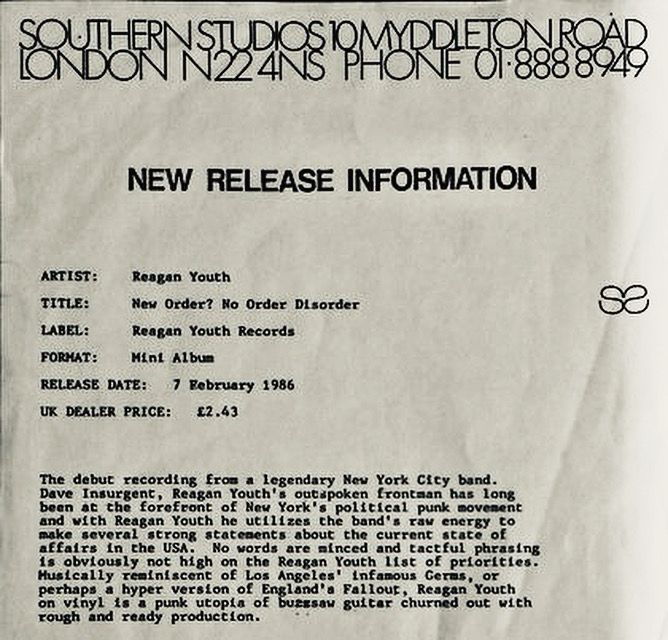 SOUTHERN STUDIOS 10 MYDDLETON ROAD
LONDON N22 4NS PHONE 01·888 8949
NEW RELEASE INFORMATION
ARTIST: Reagan Youth
TITLE: New Order? No Order Disorder
SS
LABEL: Reagan Youth Records
FORMAT: Mini Album
RELEASE DATE: 7 February 1986
UK DEALER PRICE: £2.43
The debut recording from a legendary New York City band.
Dave Insurgent, Reagan Youth's outspoken frontman has long
been at the forefront of New York's political punk movement
and with Reagan Youth he utilizes the band's raw energy to
make several strong statements about the current state of
affairs in the USA. No words are minced and tactful phrasing
is obviously not high on the Reagan Youth list of priorities.
Musically reminiscent of Los Angeles' infamous Germs, or
perhaps a hyper version of England's Fallout, Reagan Youth
on vinyl is a punk utopia of buzzsaw guitar churned out with
rough and ready production.